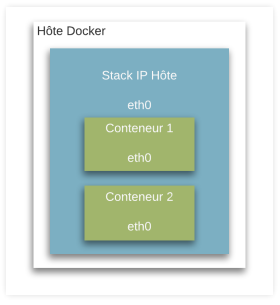 Hôte Docker
Stack IP Hôte
eth0
Conteneur 1
eth0
Conteneur 2
eth0